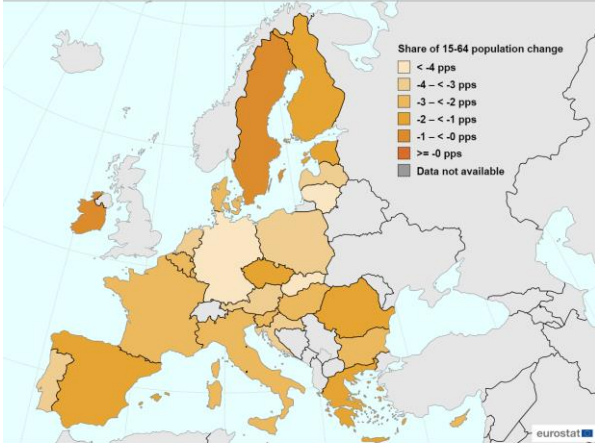 Share of 15-64 population change
< -4 pps
-4 – < -3 pps
-3 – < -2 pps
-2 – < -1 pps
-1 – < -0 pps
>= -0 pps
Data not available
eurostat